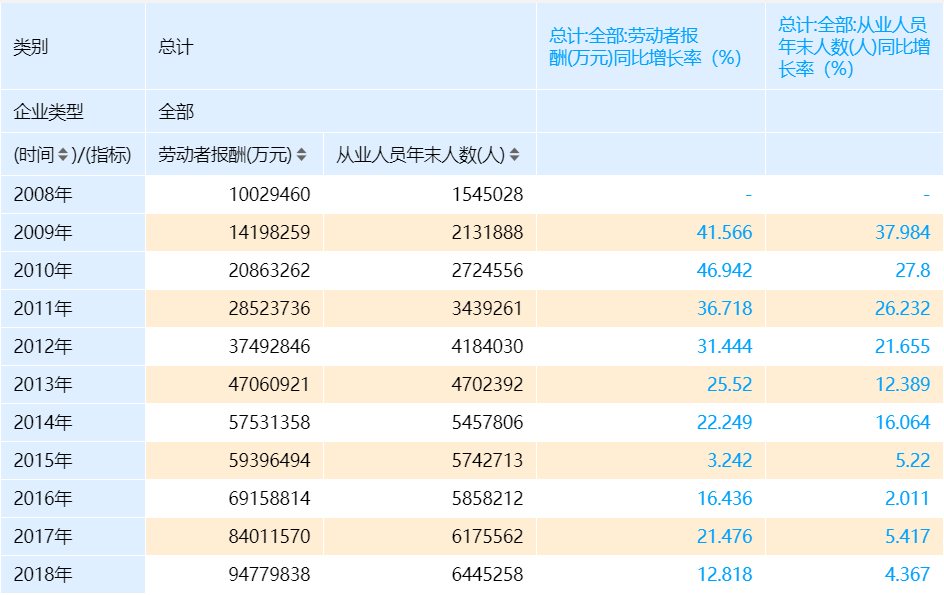 类别 总计 总计:全部:劳动者报酬(万元)同比增长率（%） 总计:全部:从业人员年末人数(人)同比增长率（%）
企业类型 全部
(时间)/(指标) 劳动者报酬(万元) 从业人员年末人数(人)
2008年 10029460 1545028 - -
2009年 14198259 2131888 41.566 37.984
2010年 20863262 2724556 46.942 27.8
2011年 28523736 3439261 36.718 26.232
2012年 37492846 4184030 31.444 21.655
2013年 47060921 4702392 25.52 12.389
2014年 57531358 5457806 22.249 16.064
2015年 59396494 5742713 3.242 5.22
2016年 69158814 5858212 16.436 2.011
2017年 84011570 6175562 21.476 5.417
2018年 94779838 6445258 12.818 4.367